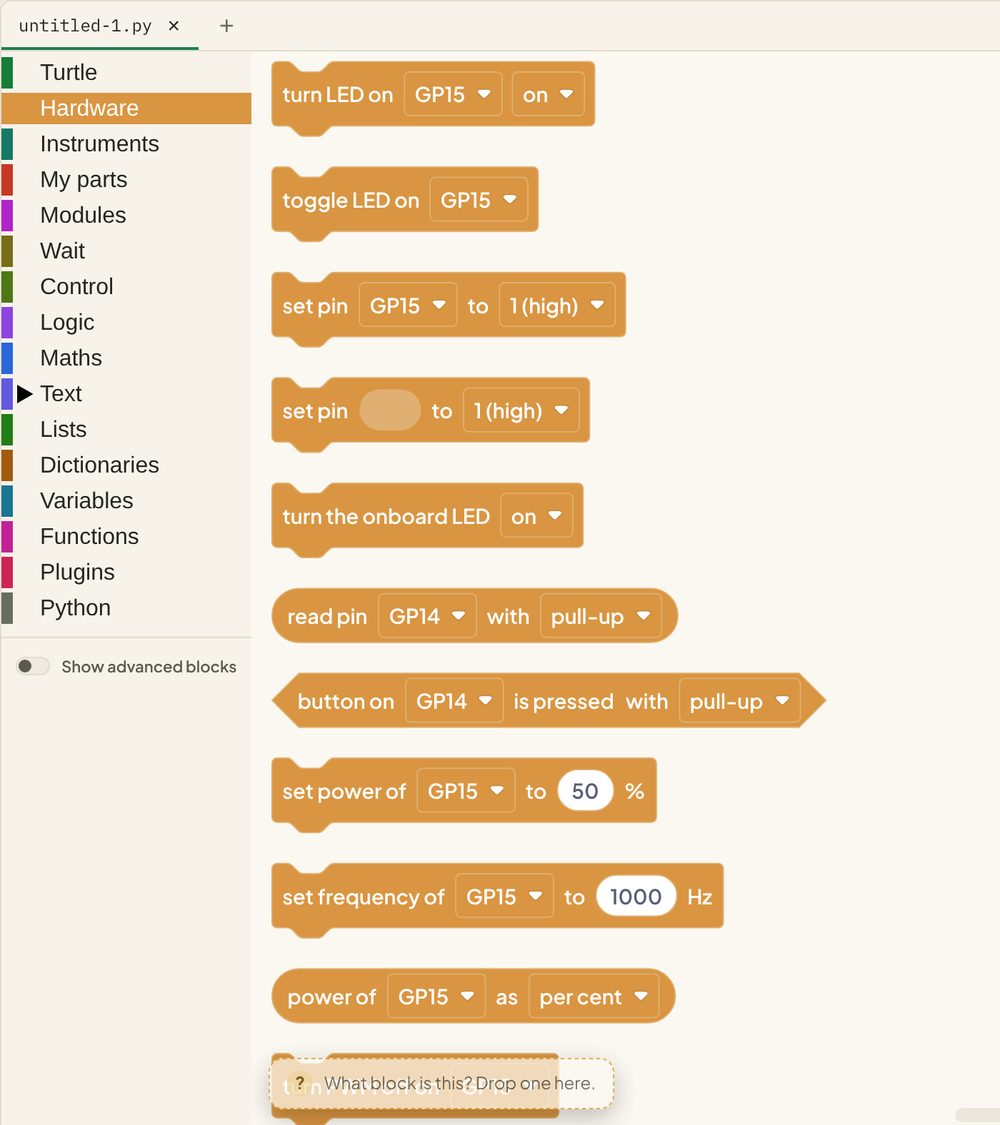 untitled-1.py × +
Turtle
Hardware
Instruments
My parts
Modules
Wait
Control
Logic
Maths
Text
Lists
Dictionaries
Variables
Functions
Plugins
Python
Show advanced blocks
turn LED on GP15 on
toggle LED on GP15
set pin GP15 to 1 (high)
set pin to 1 (high)
turn the onboard LED on
read pin GP14 with pull-up
button on GP14 is pressed with pull-up
set power of GP15 to 50 %
set frequency of GP15 to 1000 Hz
power of GP15 as per cent
? What block is this? Drop one here.